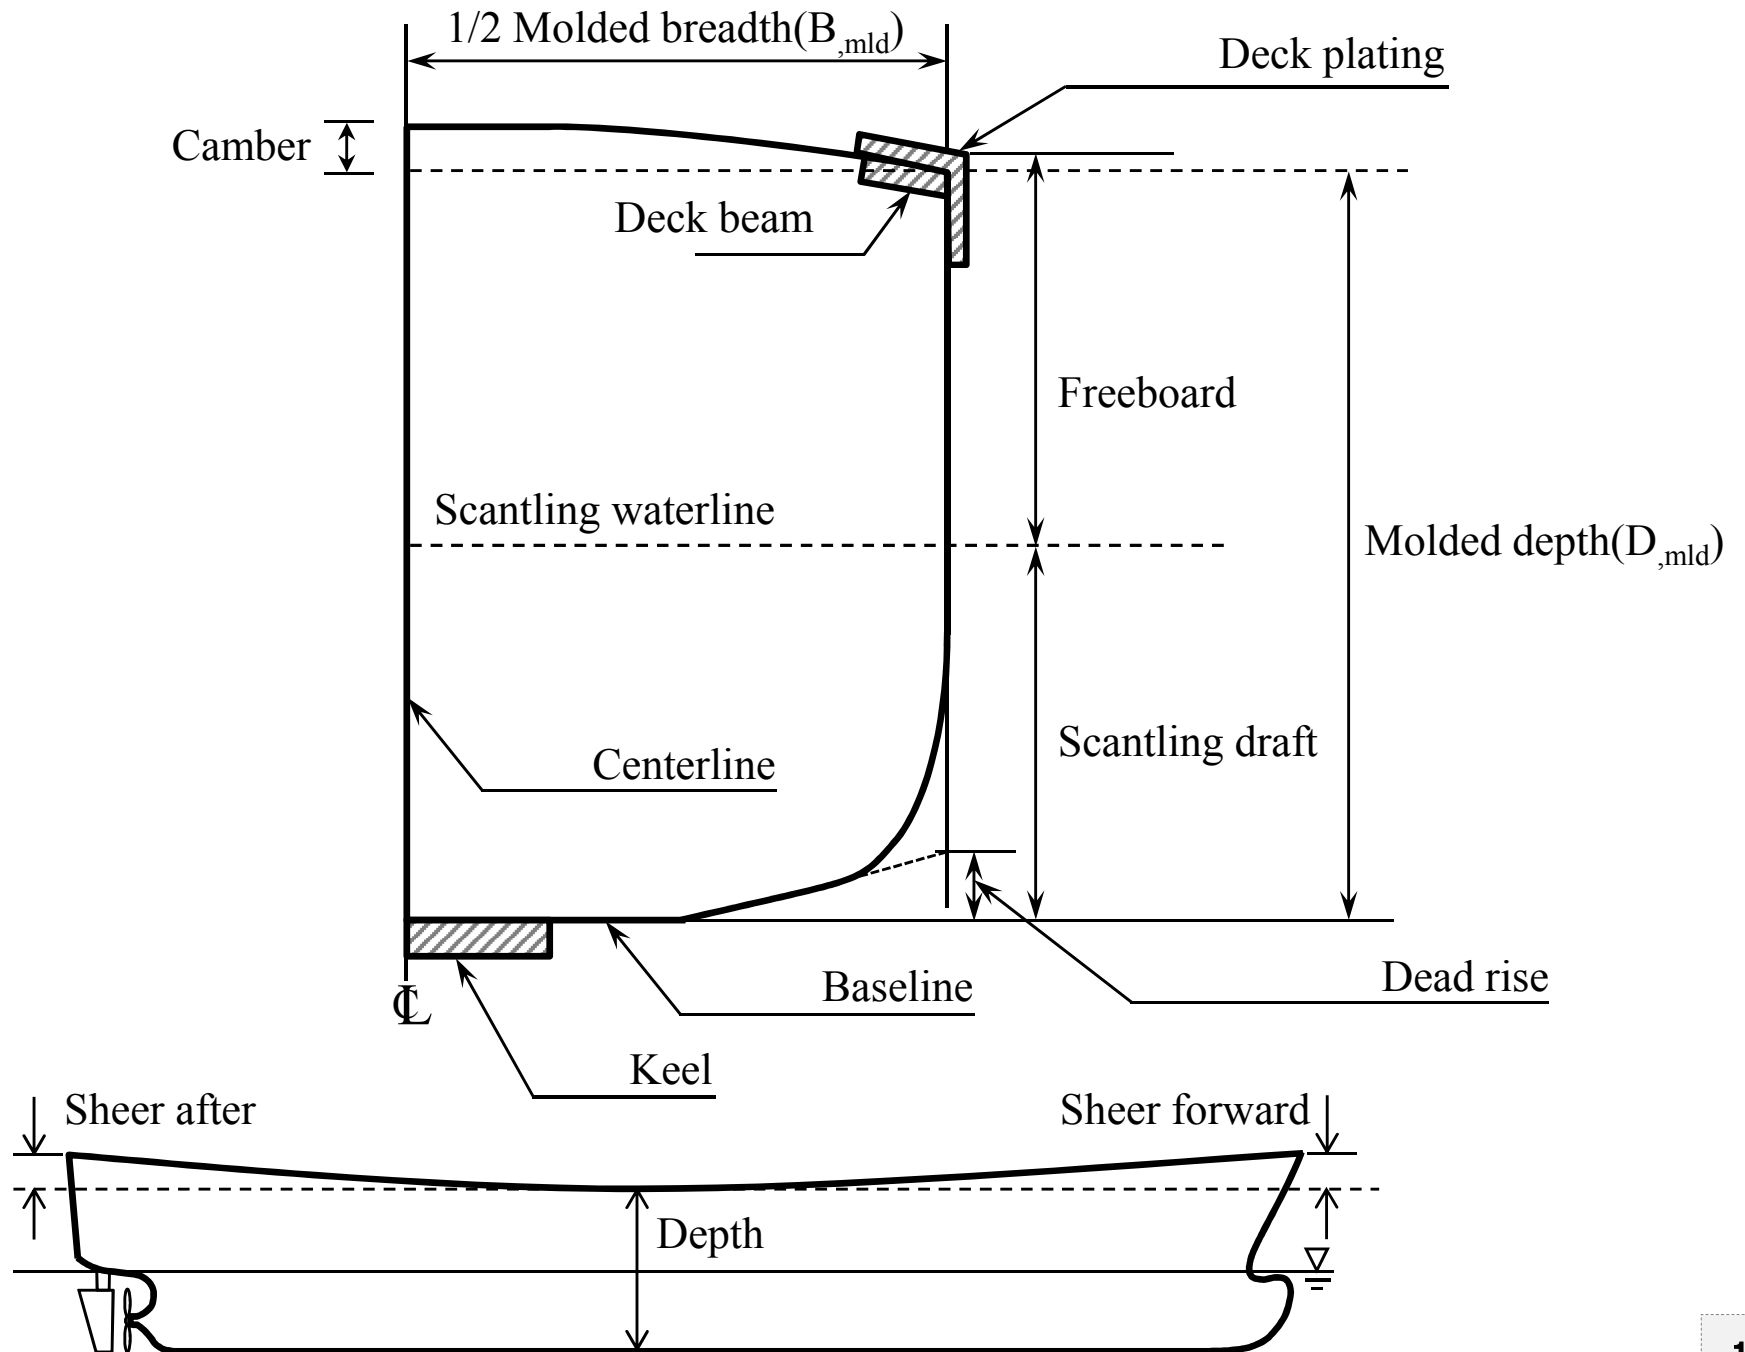 1/2 Molded breadth(B,mld)
Deck plating
Camber
Deck beam
Freeboard
Scantling waterline
Molded depth(D,mld)
Scantling draft
Centerline
Dead rise
Baseline
℄
Keel
Sheer after
Sheer forward
Depth